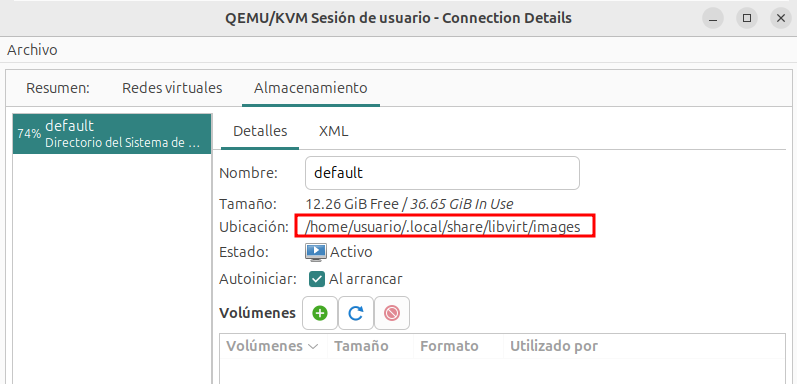 QEMU/KVM Sesión de usuario - Connection Details
Archivo
Resumen: Redes virtuales Almacenamiento
74% default
Directorio del Sistema de ...
Detalles XML
Nombre: default
Tamaño: 12.26 GiB Free / 36.65 GiB In Use
Ubicación: /home/usuario/.local/share/libvirt/images
Estado: Activo
Autoiniciar: Al arrancar
Volúmenes
Volúmenes Tamaño Formato Utilizado por